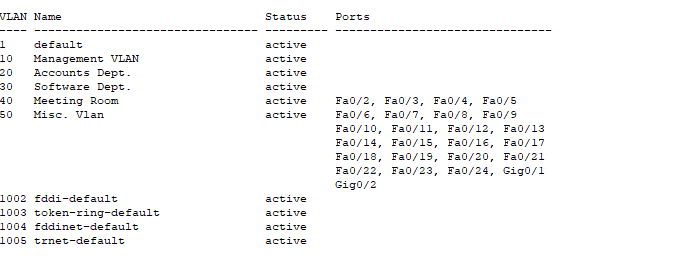 VLAN Name                             Status    Ports
---- -------------------------------- --------- -------------------------------
1    default                          active
10   Management VLAN                  active
20   Accounts Dept.                   active
30   Software Dept.                   active
40   Meeting Room                     active    Fa0/2, Fa0/3, Fa0/4, Fa0/5
50   Misc. Vlan                       active    Fa0/6, Fa0/7, Fa0/8, Fa0/9
                                                Fa0/10, Fa0/11, Fa0/12, Fa0/13
                                                Fa0/14, Fa0/15, Fa0/16, Fa0/17
                                                Fa0/18, Fa0/19, Fa0/20, Fa0/21
                                                Fa0/22, Fa0/23, Fa0/24, Gig0/1
                                                Gig0/2
1002 fddi-default                     active
1003 token-ring-default               active
1004 fddinet-default                  active
1005 trnet-default                    active